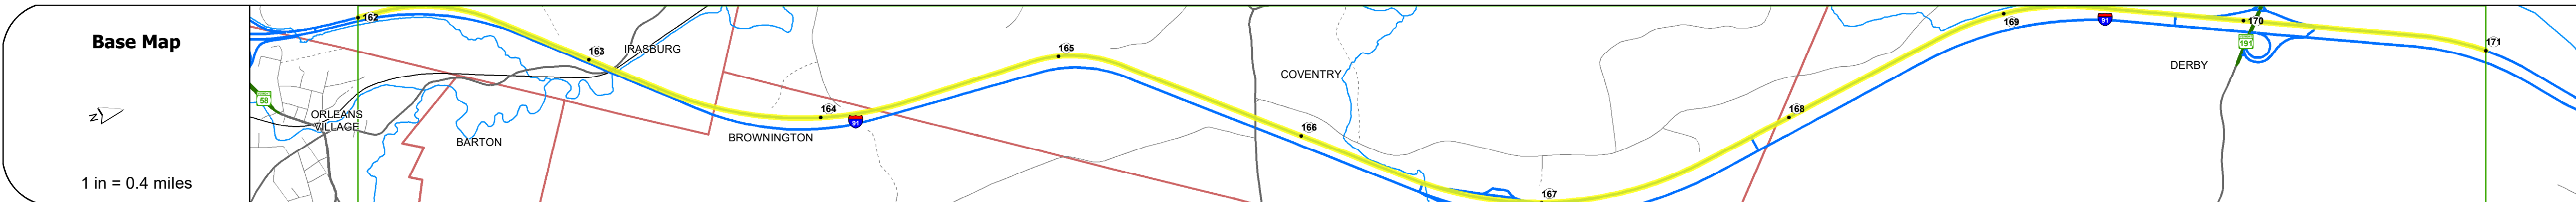 Base Map
N
1 in = 0.4 miles
162
163
IRASBURG
58
ORLEANS
VILLAGE
BARTON
164
91
BROWNINGTON
165
COVENTRY
166
167
168
169
91
170
191
DERBY
171